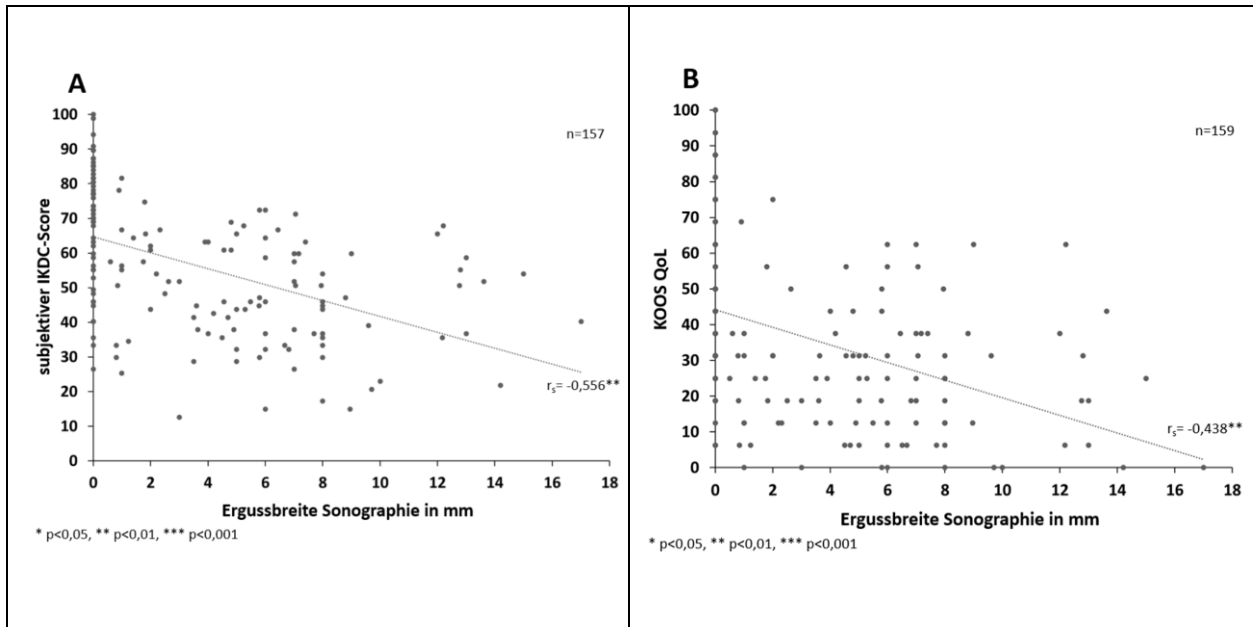 A
subjektiver IKDC-Score
100
90
80
70
60
50
40
30
20
10
0
n=157
r_s= -0,556**
0 2 4 6 8 10 12 14 16 18
Ergussbreite Sonographie in mm
* p<0,05, ** p<0,01, *** p<0,001
B
KOOS QoL
100
90
80
70
60
50
40
30
20
10
0
n=159
r_s= -0,438**
0 2 4 6 8 10 12 14 16 18
Ergussbreite Sonographie in mm
* p<0,05, ** p<0,01, *** p<0,001